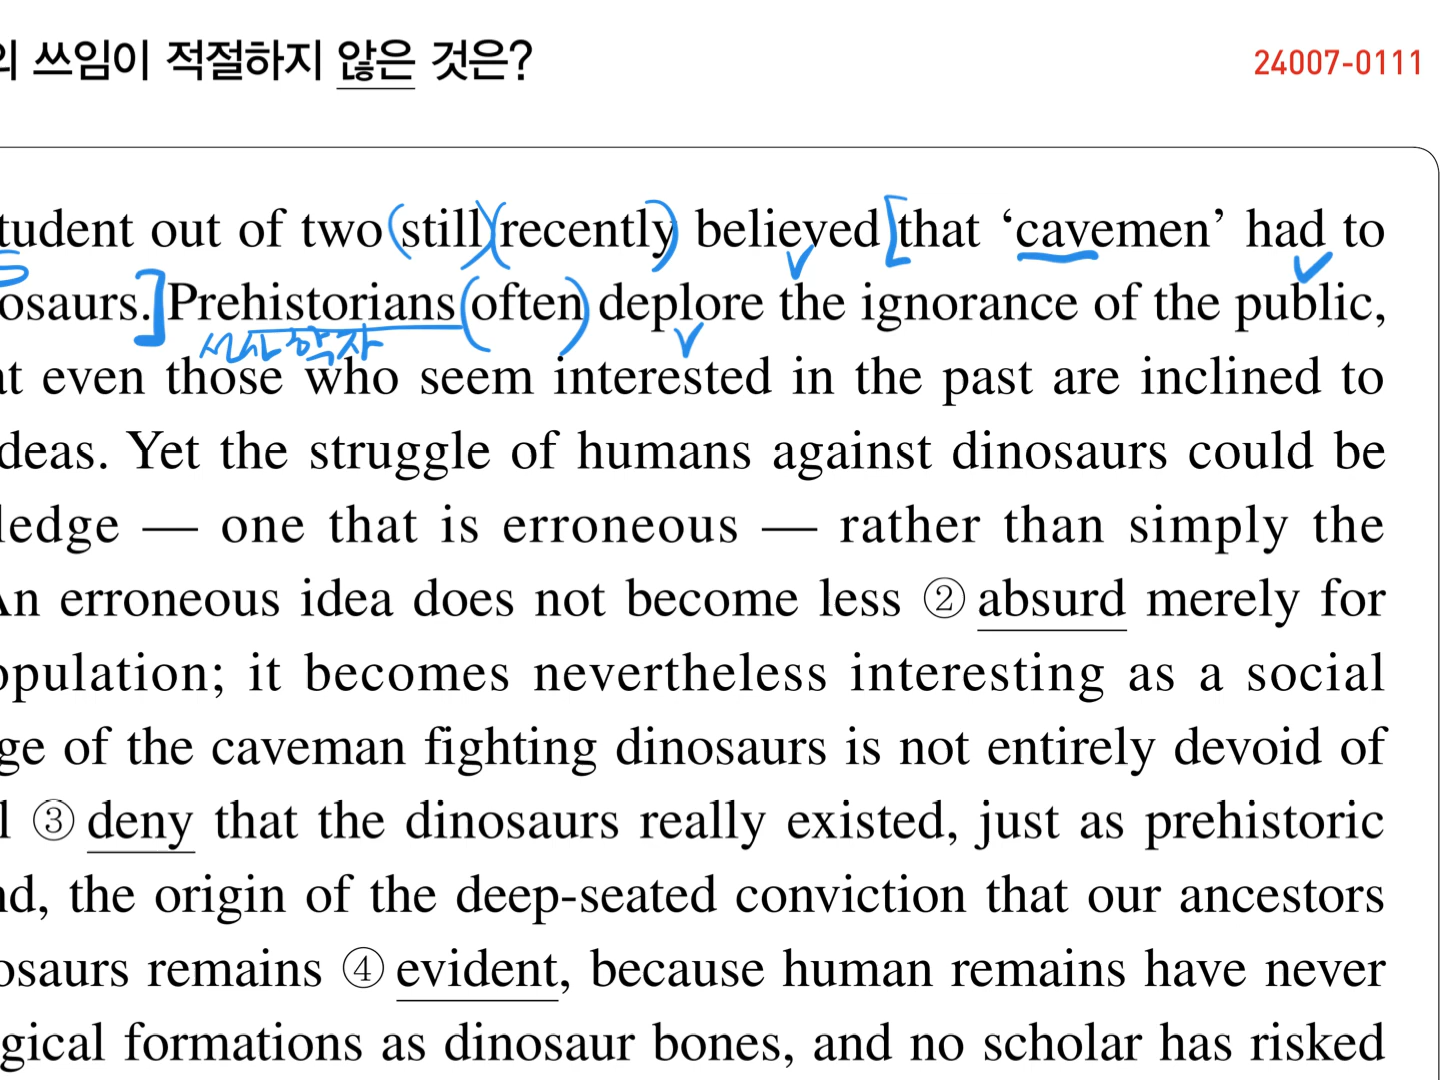 의 쓰임이 적절하지 않은 것은?
24007-0111
tudent out of two still recently believed that ‘cavemen’ had to
osaurs. Prehistorians often deplore the ignorance of the public,
선사학자
at even those who seem interested in the past are inclined to
deas. Yet the struggle of humans against dinosaurs could be
ledge — one that is erroneous — rather than simply the
An erroneous idea does not become less ② absurd merely for
opulation; it becomes nevertheless interesting as a social
ge of the caveman fighting dinosaurs is not entirely devoid of
l ③ deny that the dinosaurs really existed, just as prehistoric
nd, the origin of the deep-seated conviction that our ancestors
osaurs remains ④ evident, because human remains have never
gical formations as dinosaur bones, and no scholar has risked